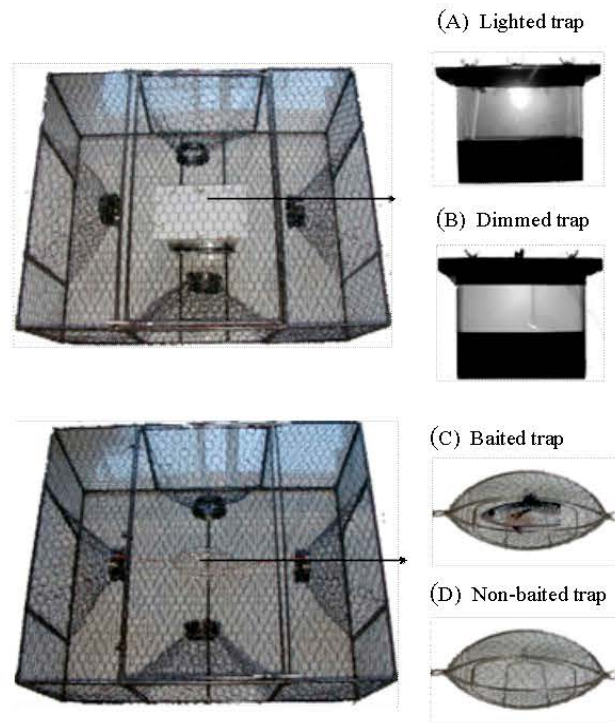 (A) Lighted trap
(B) Dimmed trap
(C) Baited trap
(D) Non-baited trap